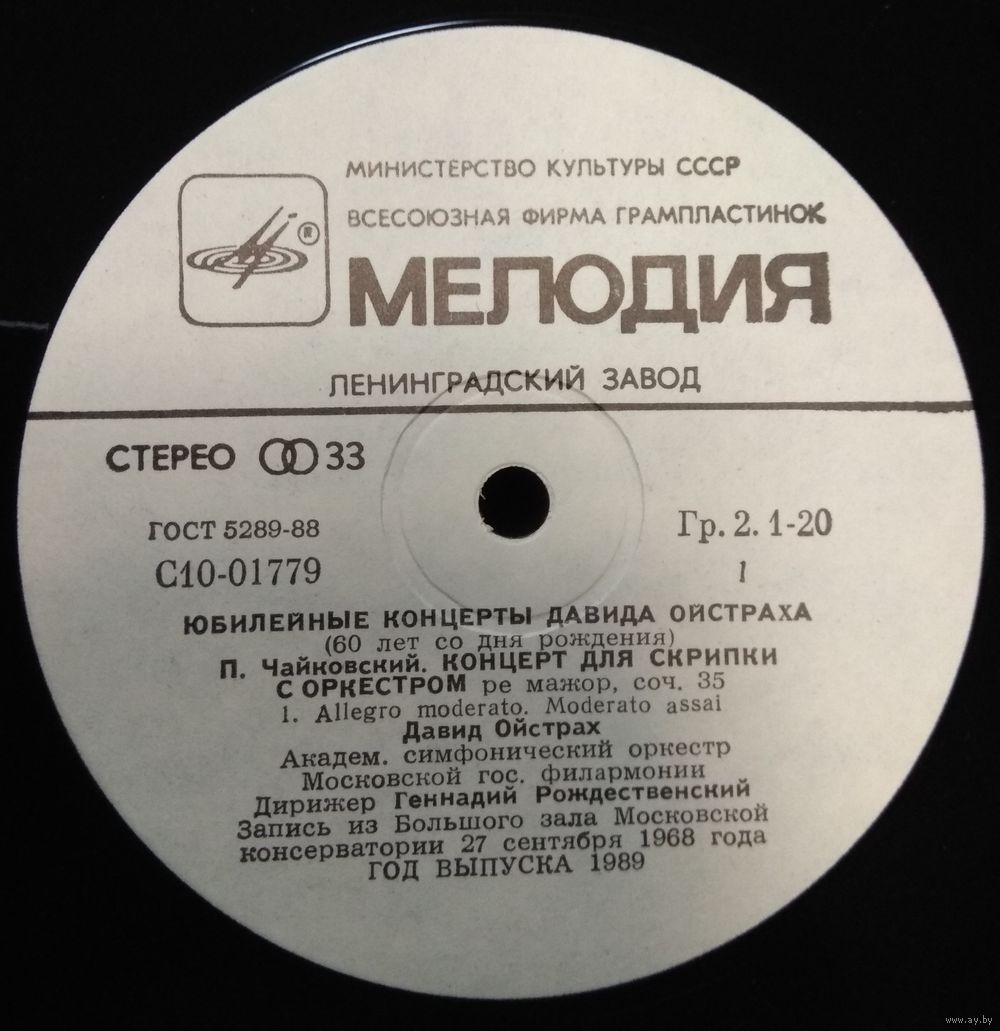 МИНИСТЕРСТВО КУЛЬТУРЫ СССР
ВСЕСОЮЗНАЯ ФИРМА ГРАМПЛАСТИНОК
®
МЕЛОДИЯ
ЛЕНИНГРАДСКИЙ ЗАВОД
СТЕРЕО 33
ГОСТ 5289-88
Гр. 2. 1-20
С10-01779
1
ЮБИЛЕЙНЫЕ КОНЦЕРТЫ ДАВИДА ОЙСТРАХА
(60 лет со дня рождения)
П. Чайковский. КОНЦЕРТ ДЛЯ СКРИПКИ
С ОРКЕСТРОМ ре мажор, соч. 35
1. Allegro moderato. Moderato assai
Давид Ойстрах
Академ. симфонический оркестр
Московской гос. филармонии
Дирижер Геннадий Рождественский
Запись из Большого зала Московской
консерватории 27 сентября 1968 года
ГОД ВЫПУСКА 1989
www.ay.by